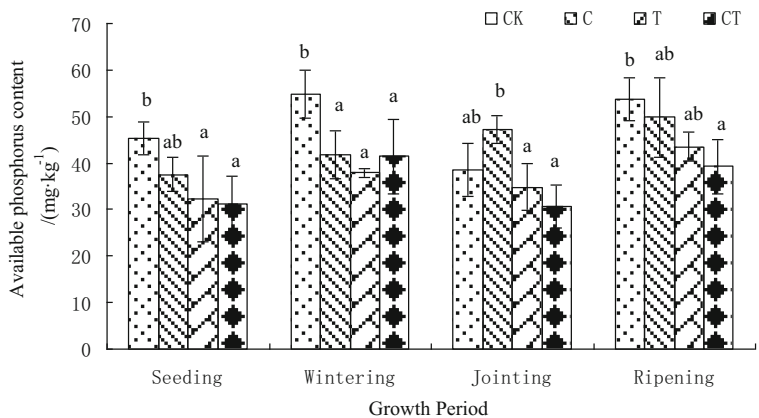 CK C T CT
Available phosphorus content
/(mg·kg⁻¹)
70
60
50
40
30
20
10
0
b ab a a
b a a a
ab b a a
b ab ab a
Seeding Wintering Jointing Ripening
Growth Period